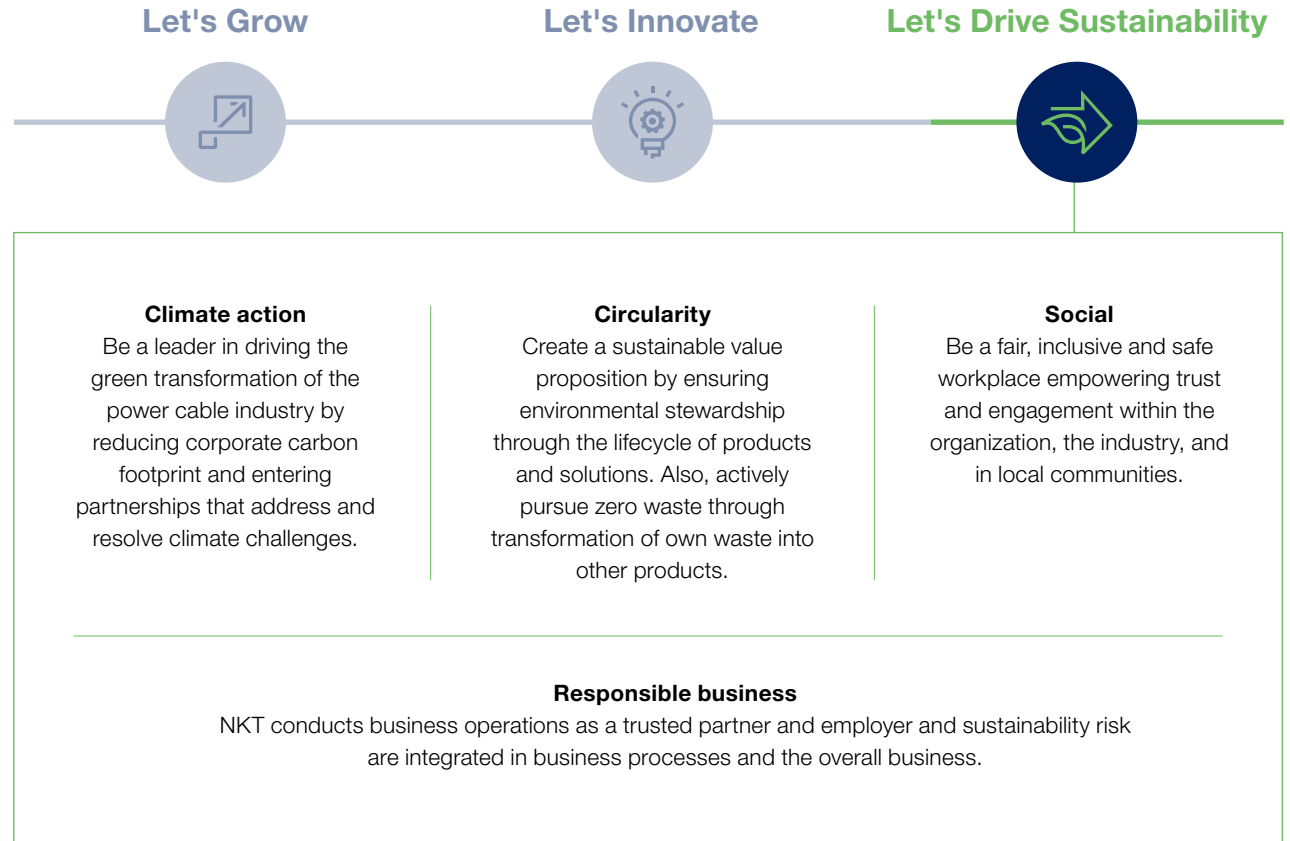 Let's Grow
Let's Innovate
Let's Drive Sustainability
Climate action
Be a leader in driving the
green transformation of the
power cable industry by
reducing corporate carbon
footprint and entering
partnerships that address and
resolve climate challenges.
Circularity
Create a sustainable value
proposition by ensuring
environmental stewardship
through the lifecycle of products
and solutions. Also, actively
pursue zero waste through
transformation of own waste into
other products.
Social
Be a fair, inclusive and safe
workplace empowering trust
and engagement within the
organization, the industry, and
in local communities.
Responsible business
NKT conducts business operations as a trusted partner and employer and sustainability risk
are integrated in business processes and the overall business.